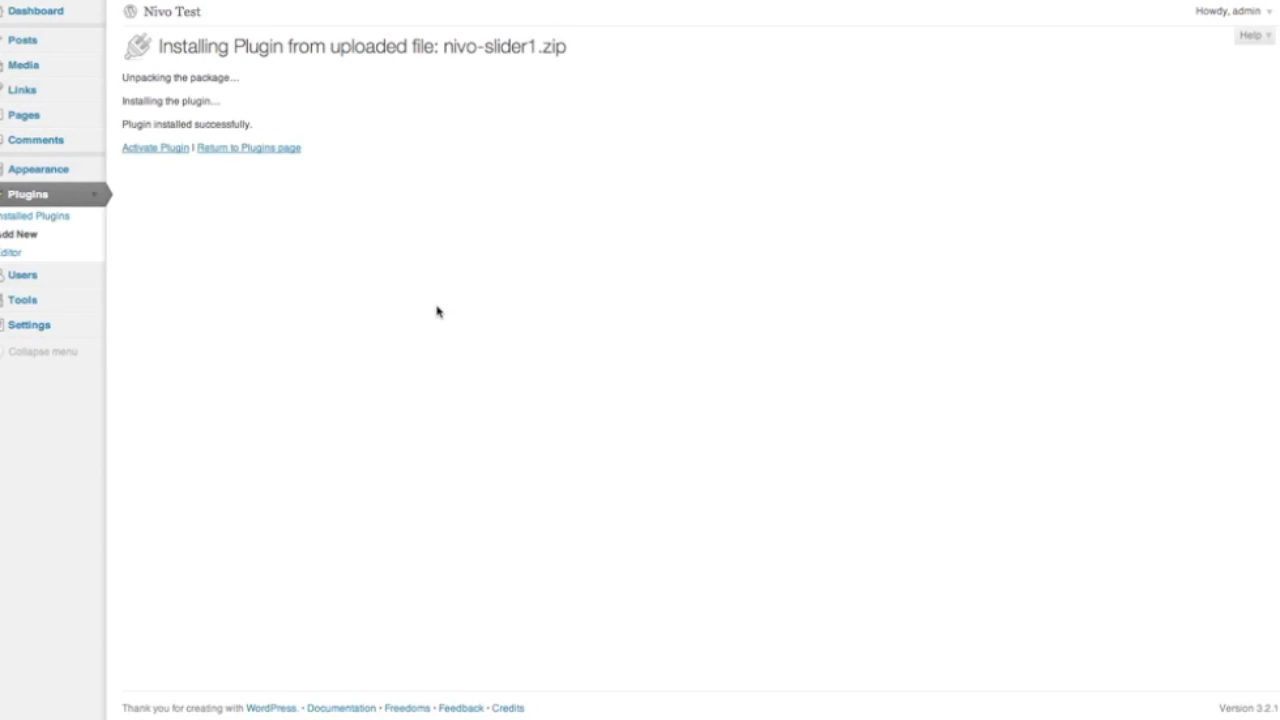 Dashboard
Posts
Media
Links
Pages
Comments
Appearance
Plugins
nstalled Plugins
dd New
ditor
Users
Tools
Settings
Collapse menu
Nivo Test
Howdy, admin
Help
Installing Plugin from uploaded file: nivo-slider1.zip
Unpacking the package…
Installing the plugin…
Plugin installed successfully.
Activate Plugin | Return to Plugins page
Thank you for creating with WordPress. • Documentation • Freedoms • Feedback • Credits
Version 3.2.1